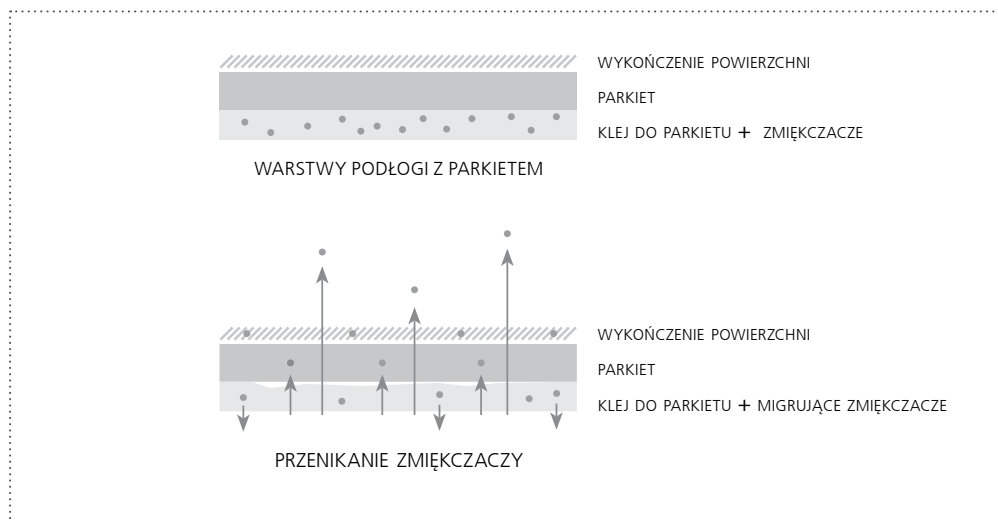 WYKOŃCZENIE POWIERZCHNI
PARKIET
KLEJ DO PARKIETU + ZMIĘKCZACZE
WARSTWY PODŁOGI Z PARKIETEM
WYKOŃCZENIE POWIERZCHNI
PARKIET
KLEJ DO PARKIETU + MIGRUJĄCE ZMIĘKCZACZE
PRZENIKANIE ZMIĘKCZACZY